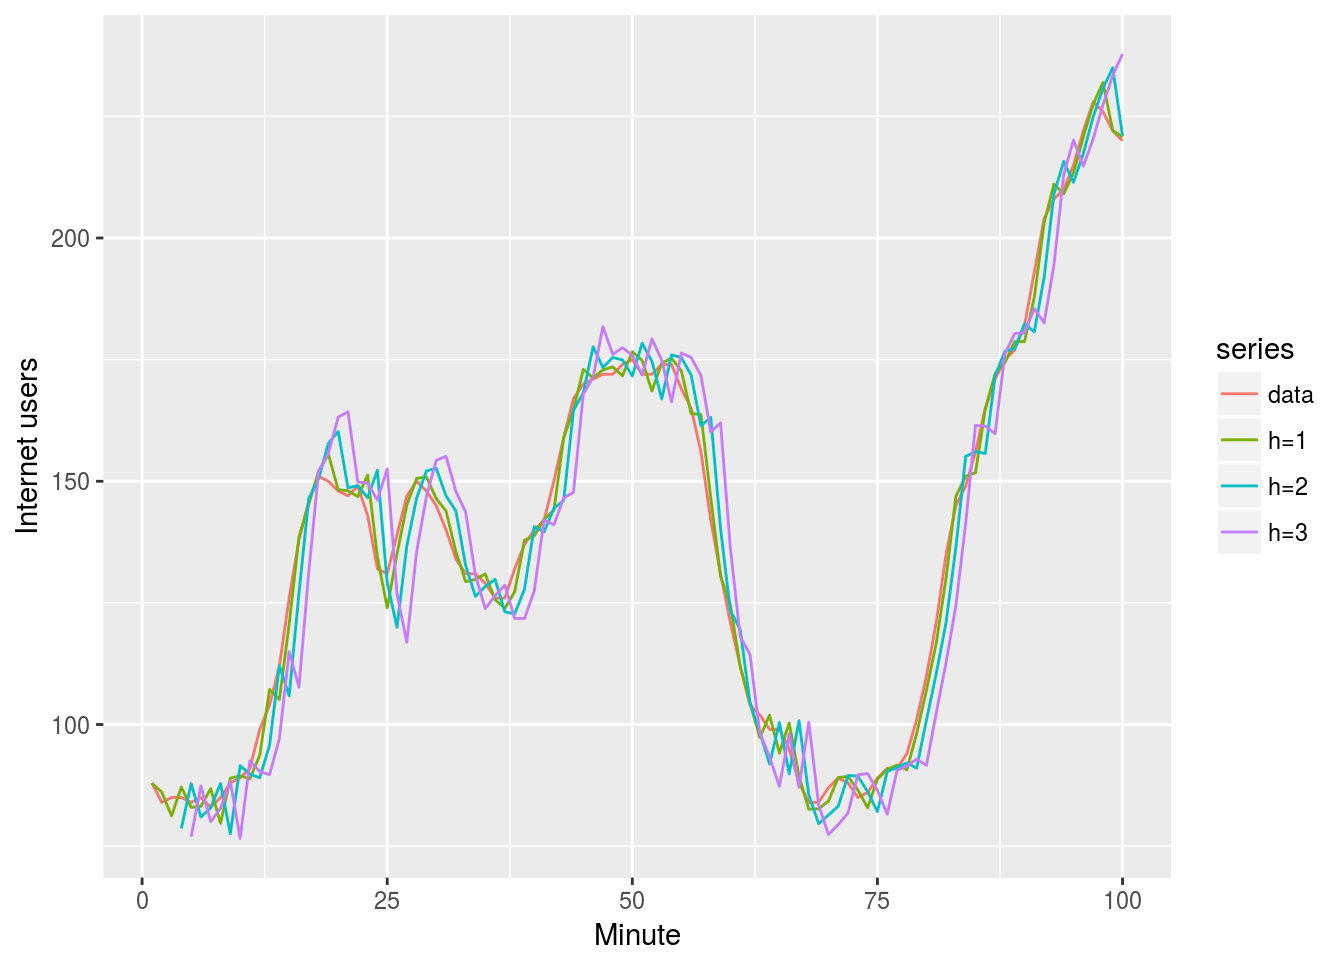 200
150
100
Internet users
0 25 50 75 100
Minute
series
data
h=1
h=2
h=3